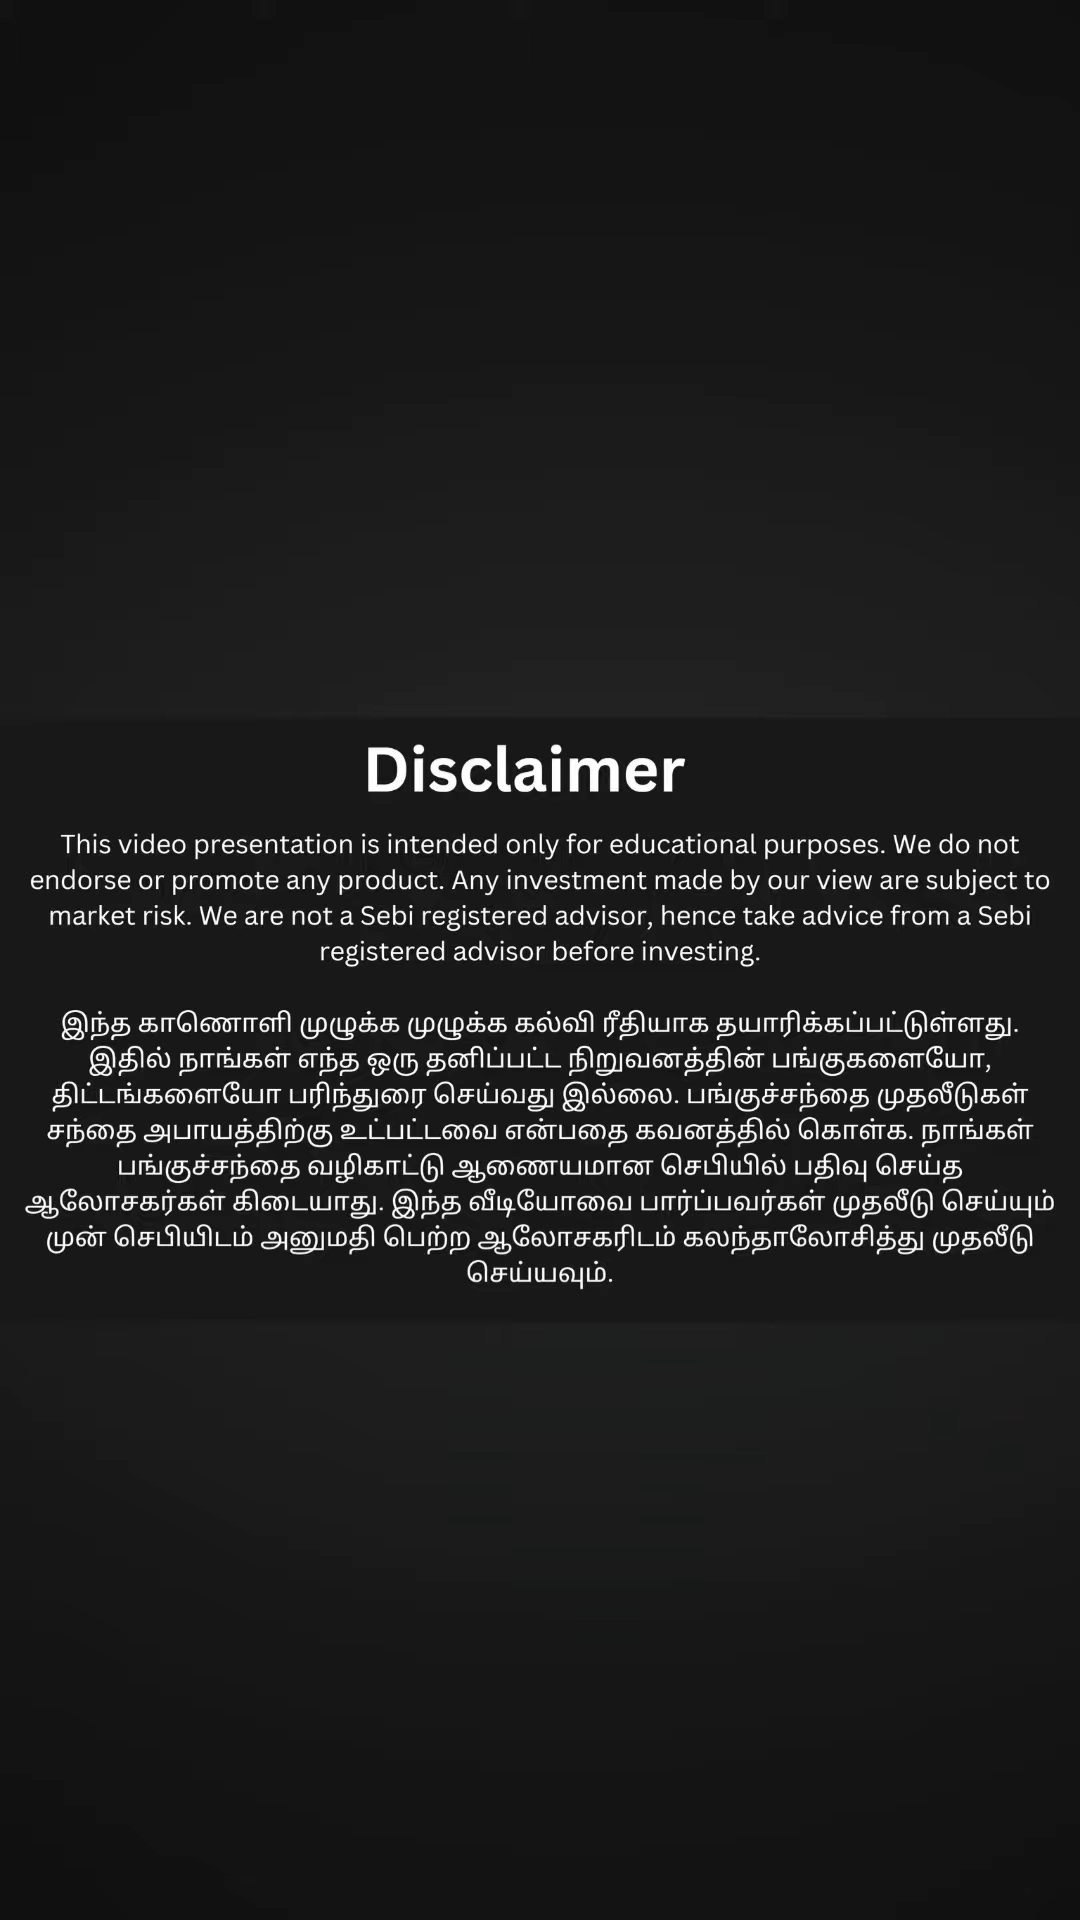 Disclaimer
This video presentation is intended only for educational purposes. We do not
endorse or promote any product. Any investment made by our view are subject to
market risk. We are not a Sebi registered advisor, hence take advice from a Sebi
registered advisor before investing.
இந்த காணொளி முழுக்க முழுக்க கல்வி ரீதியாக தயாரிக்கப்பட்டுள்ளது.
இதில் நாங்கள் எந்த ஒரு தனிப்பட்ட நிறுவனத்தின் பங்குகளையோ,
திட்டங்களையோ பரிந்துரை செய்வது இல்லை. பங்குச்சந்தை முதலீடுகள்
சந்தை அபாயத்திற்கு உட்பட்டவை என்பதை கவனத்தில் கொள்க. நாங்கள்
பங்குச்சந்தை வழிகாட்டு ஆணையமான செபியில் பதிவு செய்த
ஆலோசகர்கள் கிடையாது. இந்த வீடியோவை பார்ப்பவர்கள் முதலீடு செய்யும்
முன் செபியிடம் அனுமதி பெற்ற ஆலோசகரிடம் கலந்தாலோசித்து முதலீடு
செய்யவும்.